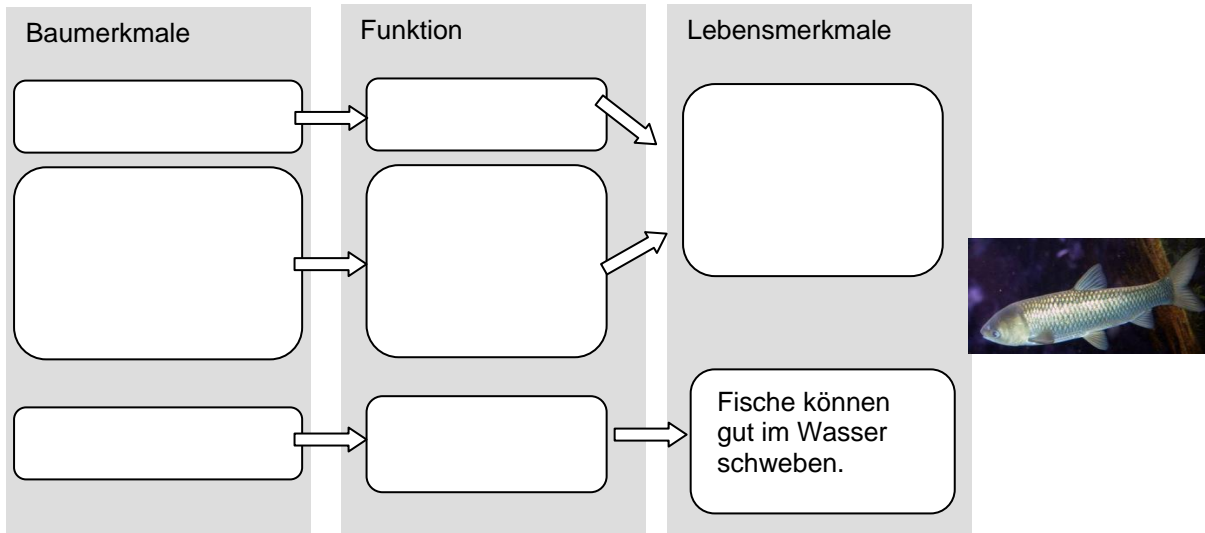 Baumerkmale
Funktion
Lebensmerkmale
Fische können
gut im Wasser
schweben.